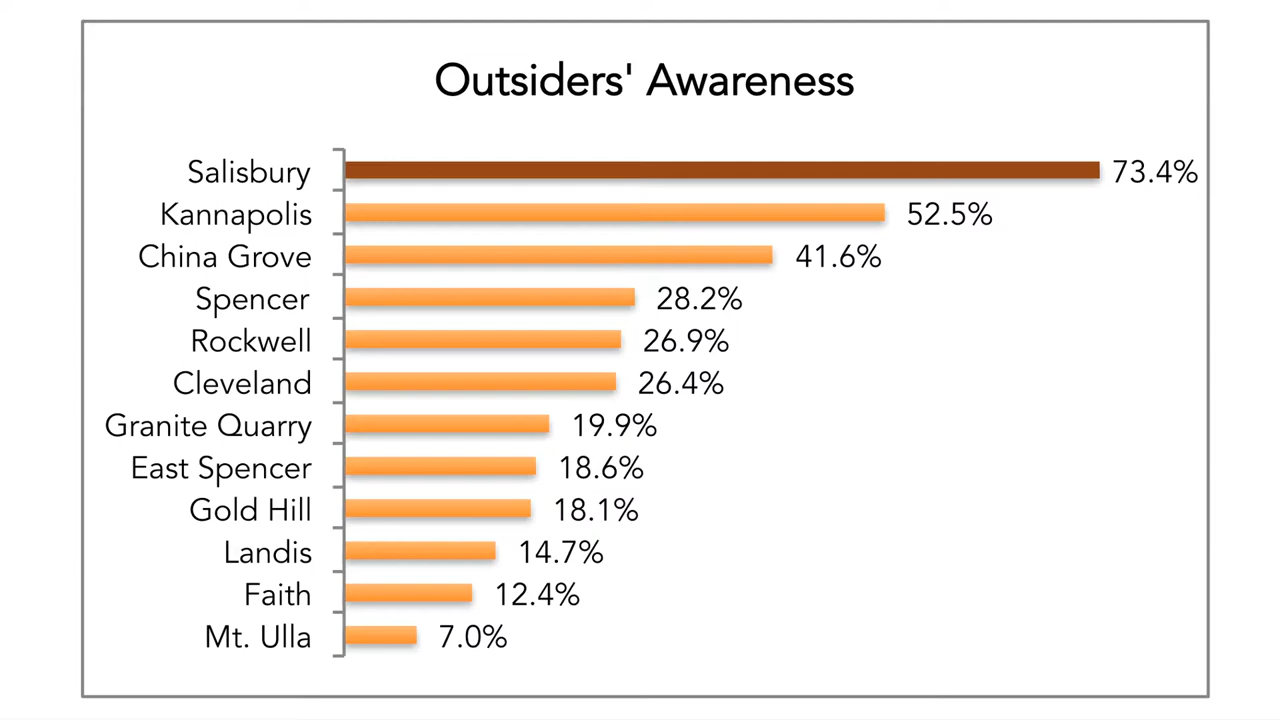 Outsiders' Awareness
Salisbury 73.4%
Kannapolis 52.5%
China Grove 41.6%
Spencer 28.2%
Rockwell 26.9%
Cleveland 26.4%
Granite Quarry 19.9%
East Spencer 18.6%
Gold Hill 18.1%
Landis 14.7%
Faith 12.4%
Mt. Ulla 7.0%